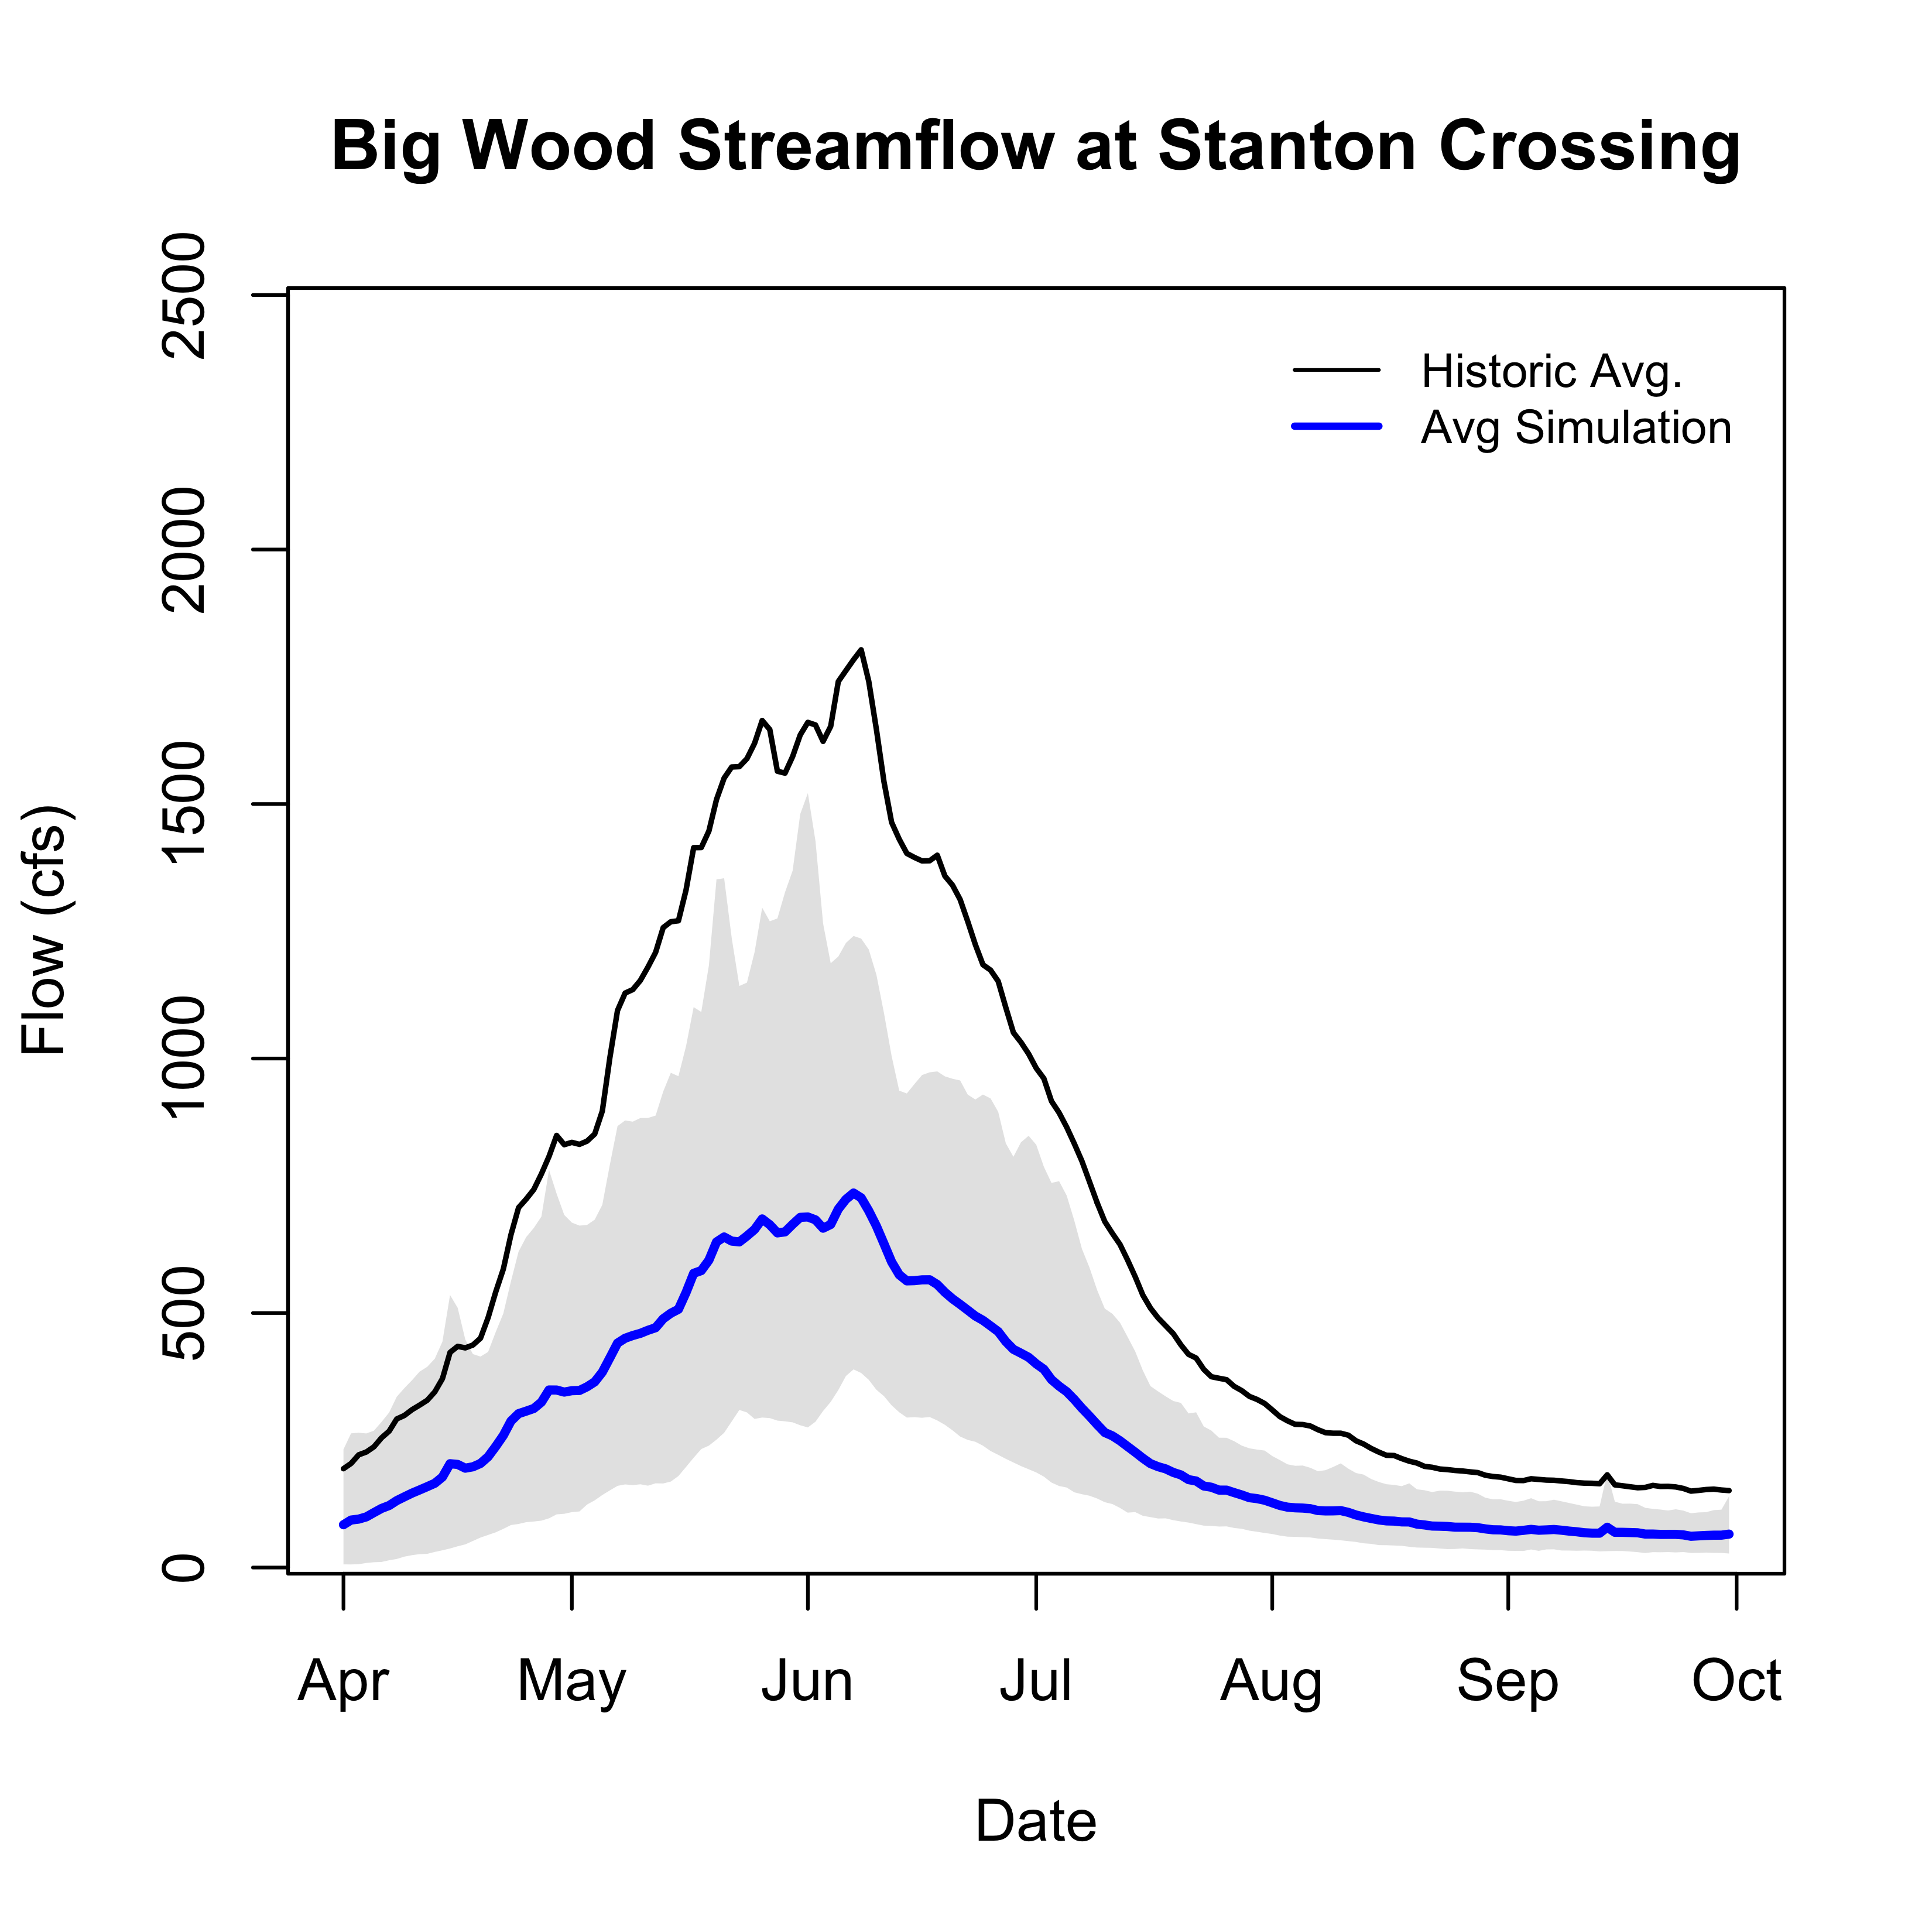 Big Wood Streamflow at Stanton Crossing
Historic Avg.
Avg Simulation
Flow (cfs)
2500
2000
1500
1000
500
0
Apr May Jun Jul Aug Sep Oct
Date